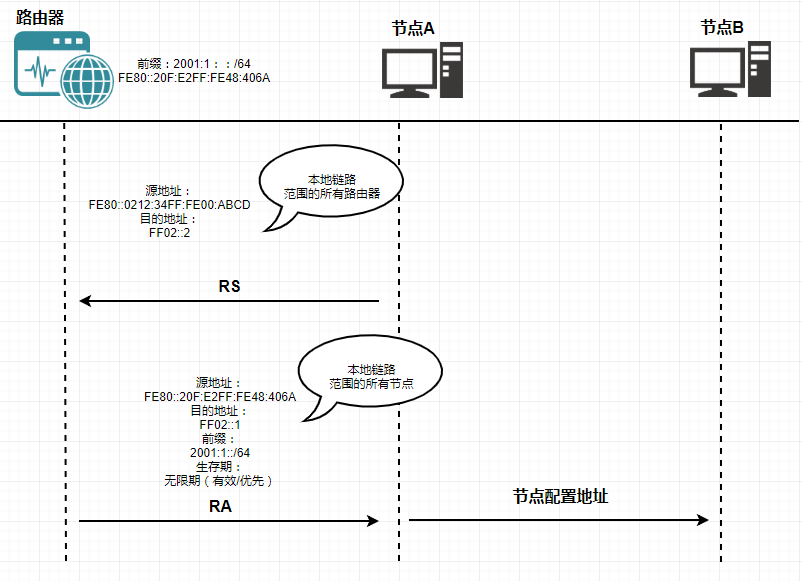 路由器
节点A
节点B
前缀：2001:1：：/64
FE80::20F:E2FF:FE48:406A
本地链路
范围的所有路由器
源地址：
FE80::0212:34FF:FE00:ABCD
目的地址：
FF02::2
RS
本地链路
范围的所有节点
源地址：
FE80::20F:E2FF:FE48:406A
目的地址：
FF02::1
前缀：
2001:1::/64
生存期：
无限期（有效/优先）
RA
节点配置地址